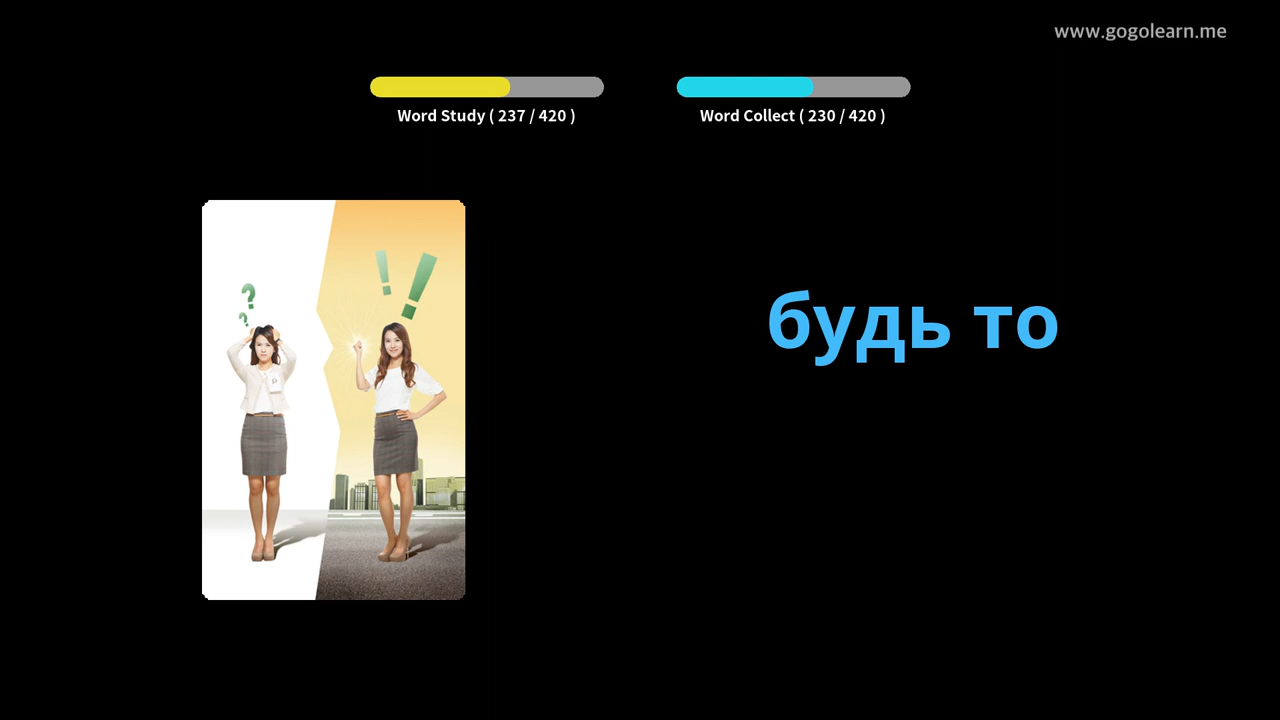 www.gogolearn.me
Word Study ( 237 / 420 )
Word Collect ( 230 / 420 )
? ?
! !
будь то